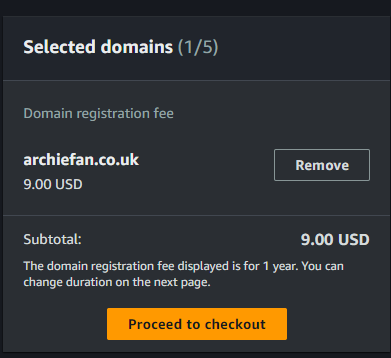 Selected domains (1/5)
Domain registration fee
archiefan.co.uk
Remove
9.00 USD
Subtotal:
9.00 USD
The domain registration fee displayed is for 1 year. You can
change duration on the next page.
Proceed to checkout